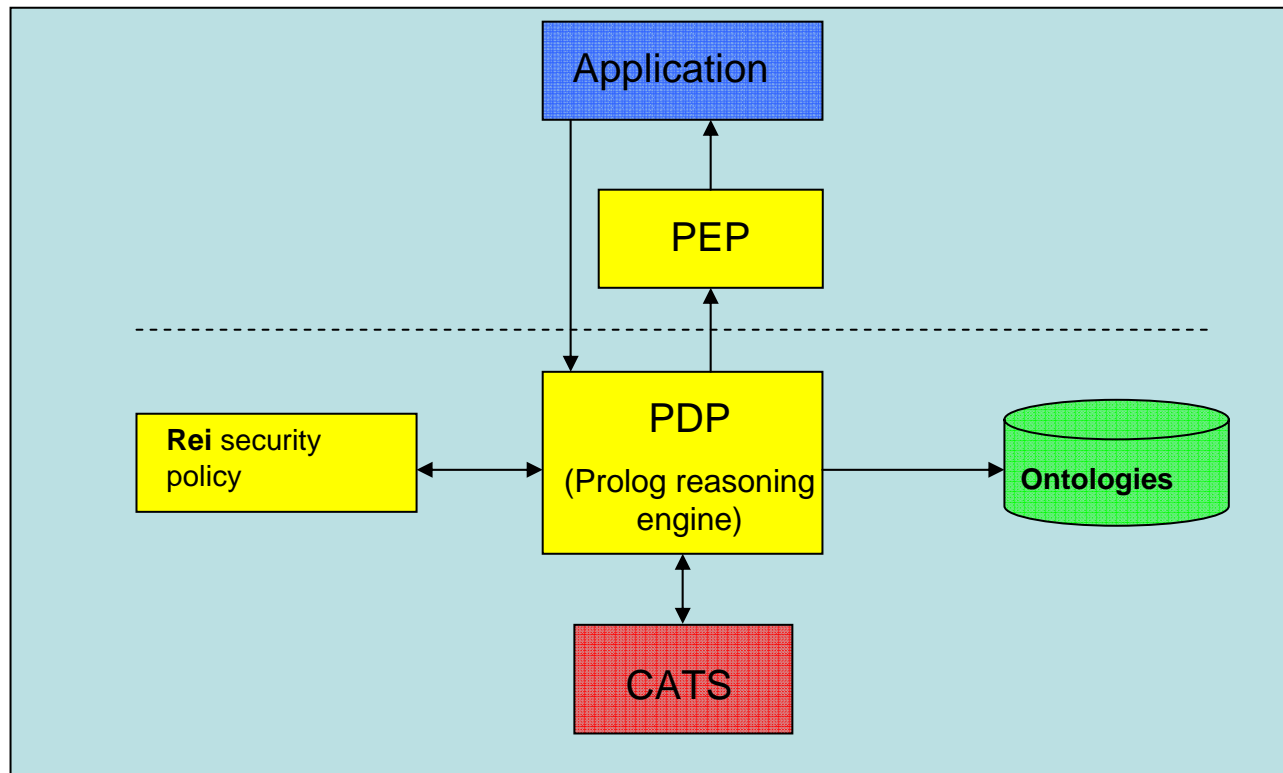 Application
PEP
PDP
(Prolog reasoning
engine)
Rei security
policy
Ontologies
CATS